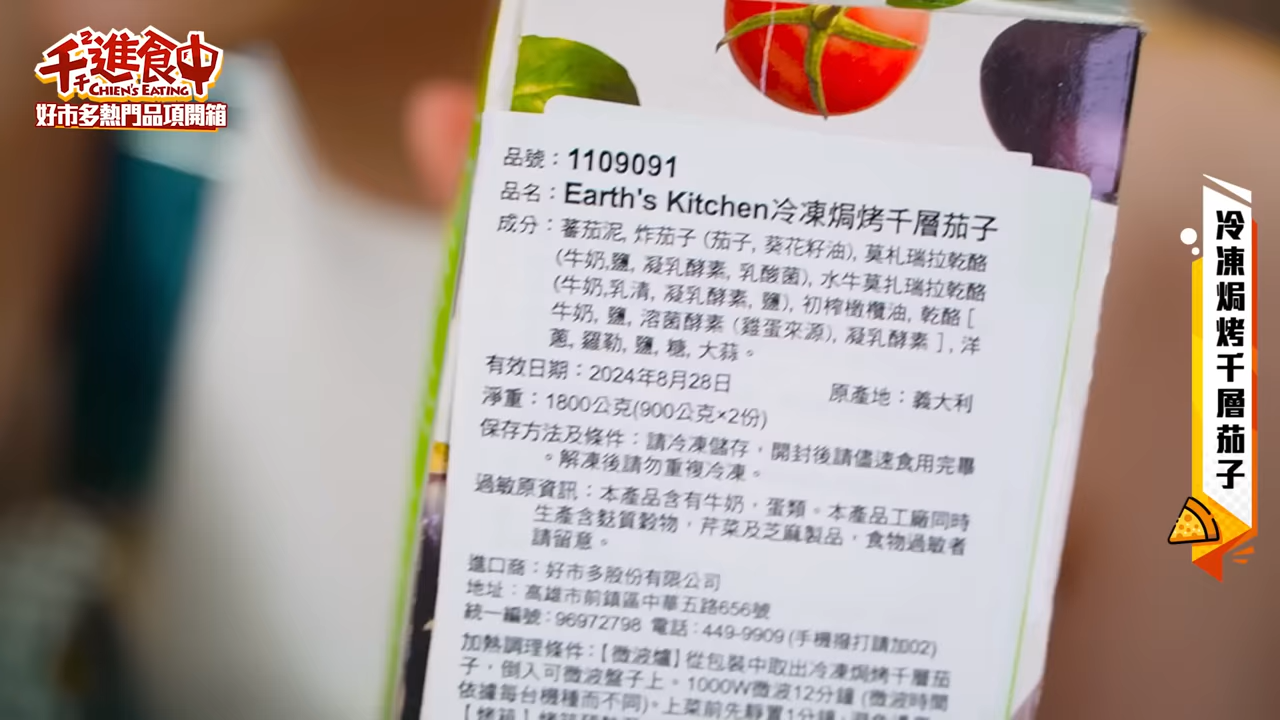 千千進食中
CHIEN'S EATING
好市多熱門品項開箱
品號：1109091
品名：Earth's Kitchen冷凍焗烤千層茄子
成分：蕃茄泥, 炸茄子 (茄子, 葵花籽油), 莫札瑞拉乾酪
(牛奶,鹽, 凝乳酵素, 乳酸菌), 水牛莫扎瑞拉乾酪
(牛奶,乳清, 凝乳酵素, 鹽), 初榨橄欖油, 乾酪 [
牛奶, 鹽, 溶菌酵素 (雞蛋來源), 凝乳酵素 ] , 洋
蔥, 羅勒, 鹽, 糖, 大蒜。
有效日期：2024年8月28日 原產地：義大利
淨重：1800公克(900公克×2份)
保存方法及條件：請冷凍儲存，開封後請儘速食用完畢
。解凍後請勿重複冷凍。
過敏原資訊：本產品含有牛奶，蛋類。本產品工廠同時
生產含麩質穀物，芹菜及芝麻製品，食物過敏者
請留意。
進口商：好市多股份有限公司
地址：高雄市前鎮區中華五路656號
統一編號：96972798 電話：449-9909 (手機撥打請加02)
加熱調理條件：【微波爐】從包裝中取出冷凍焗烤千層茄
子，倒入可微波盤子上。1000W微波12分鐘 (微波時間
依據每台機種而不同)。上菜前先靜置1分鐘，
【烤箱】烤箱預熱
冷凍焗烤千層茄子